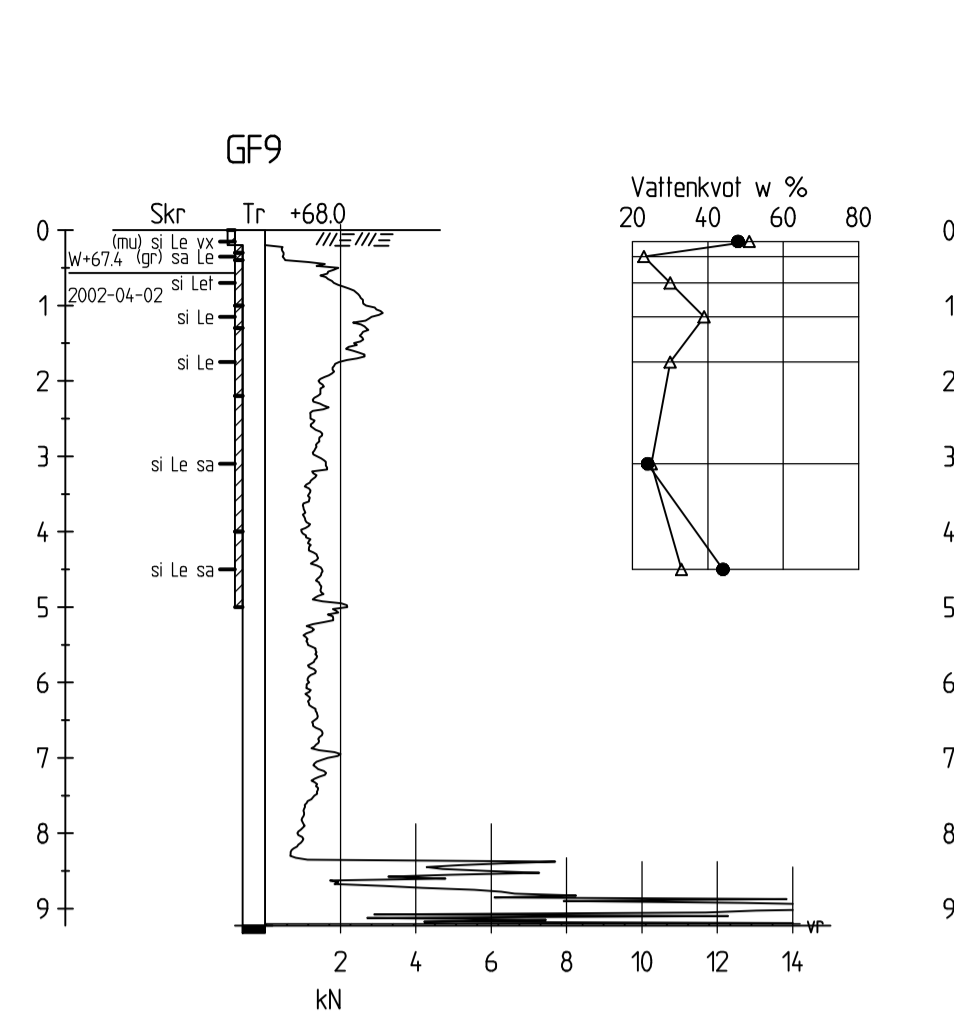 GF9
Vattenkvot w %
Skr Tr +68.0
20 40 60 80
0 0
(mu) si Le vx
W+67.4 (gr) sa Le
si Let
2002-04-02
1 1
si Le
si Le
2 2
3 3
si Le sa
4 4
si Le sa
5 5
6 6
7 7
8 8
9 9
vr
2 4 6 8 10 12 14
kN